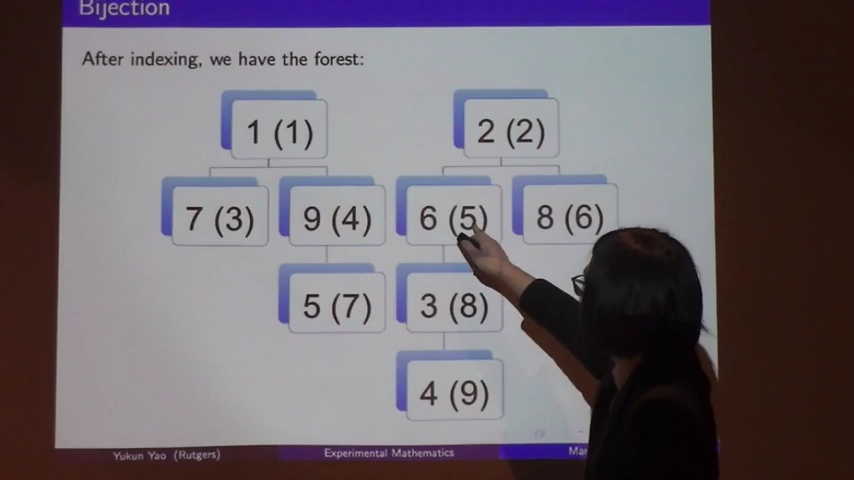 Bijection
After indexing, we have the forest:
1 (1) 2 (2)
7 (3) 9 (4) 6 (5) 8 (6)
5 (7) 3 (8)
4 (9)
Yukun Yao (Rutgers) Experimental Mathematics